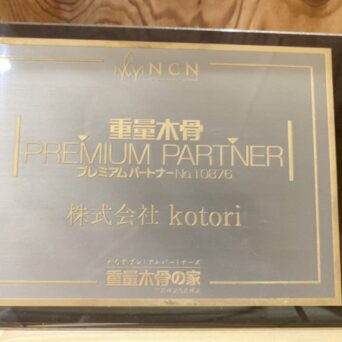 NCN
重量木骨
PREMIUM PARTNER
プレミアムパートナー No.10876
株式会社 kotori
重量木骨の家